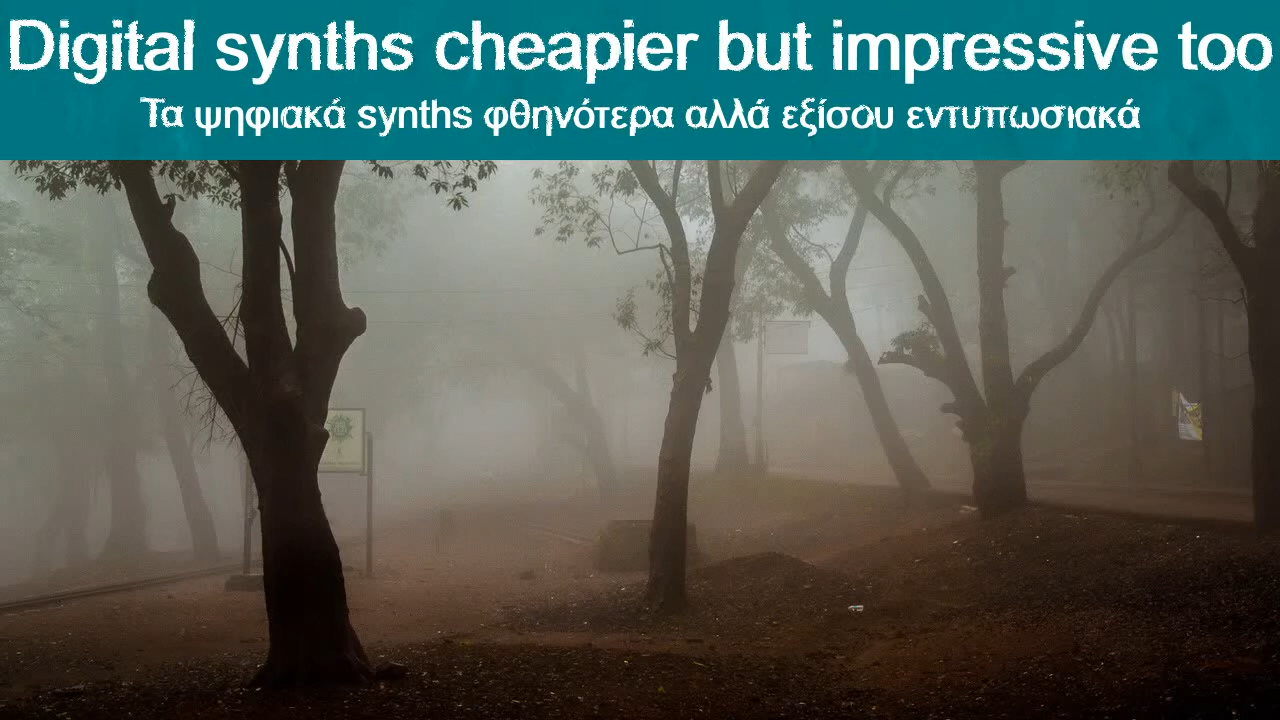 Digital synths cheapier but impressive too
Τα ψηφιακά synths φθηνότερα αλλά εξίσου εντυπωσιακά